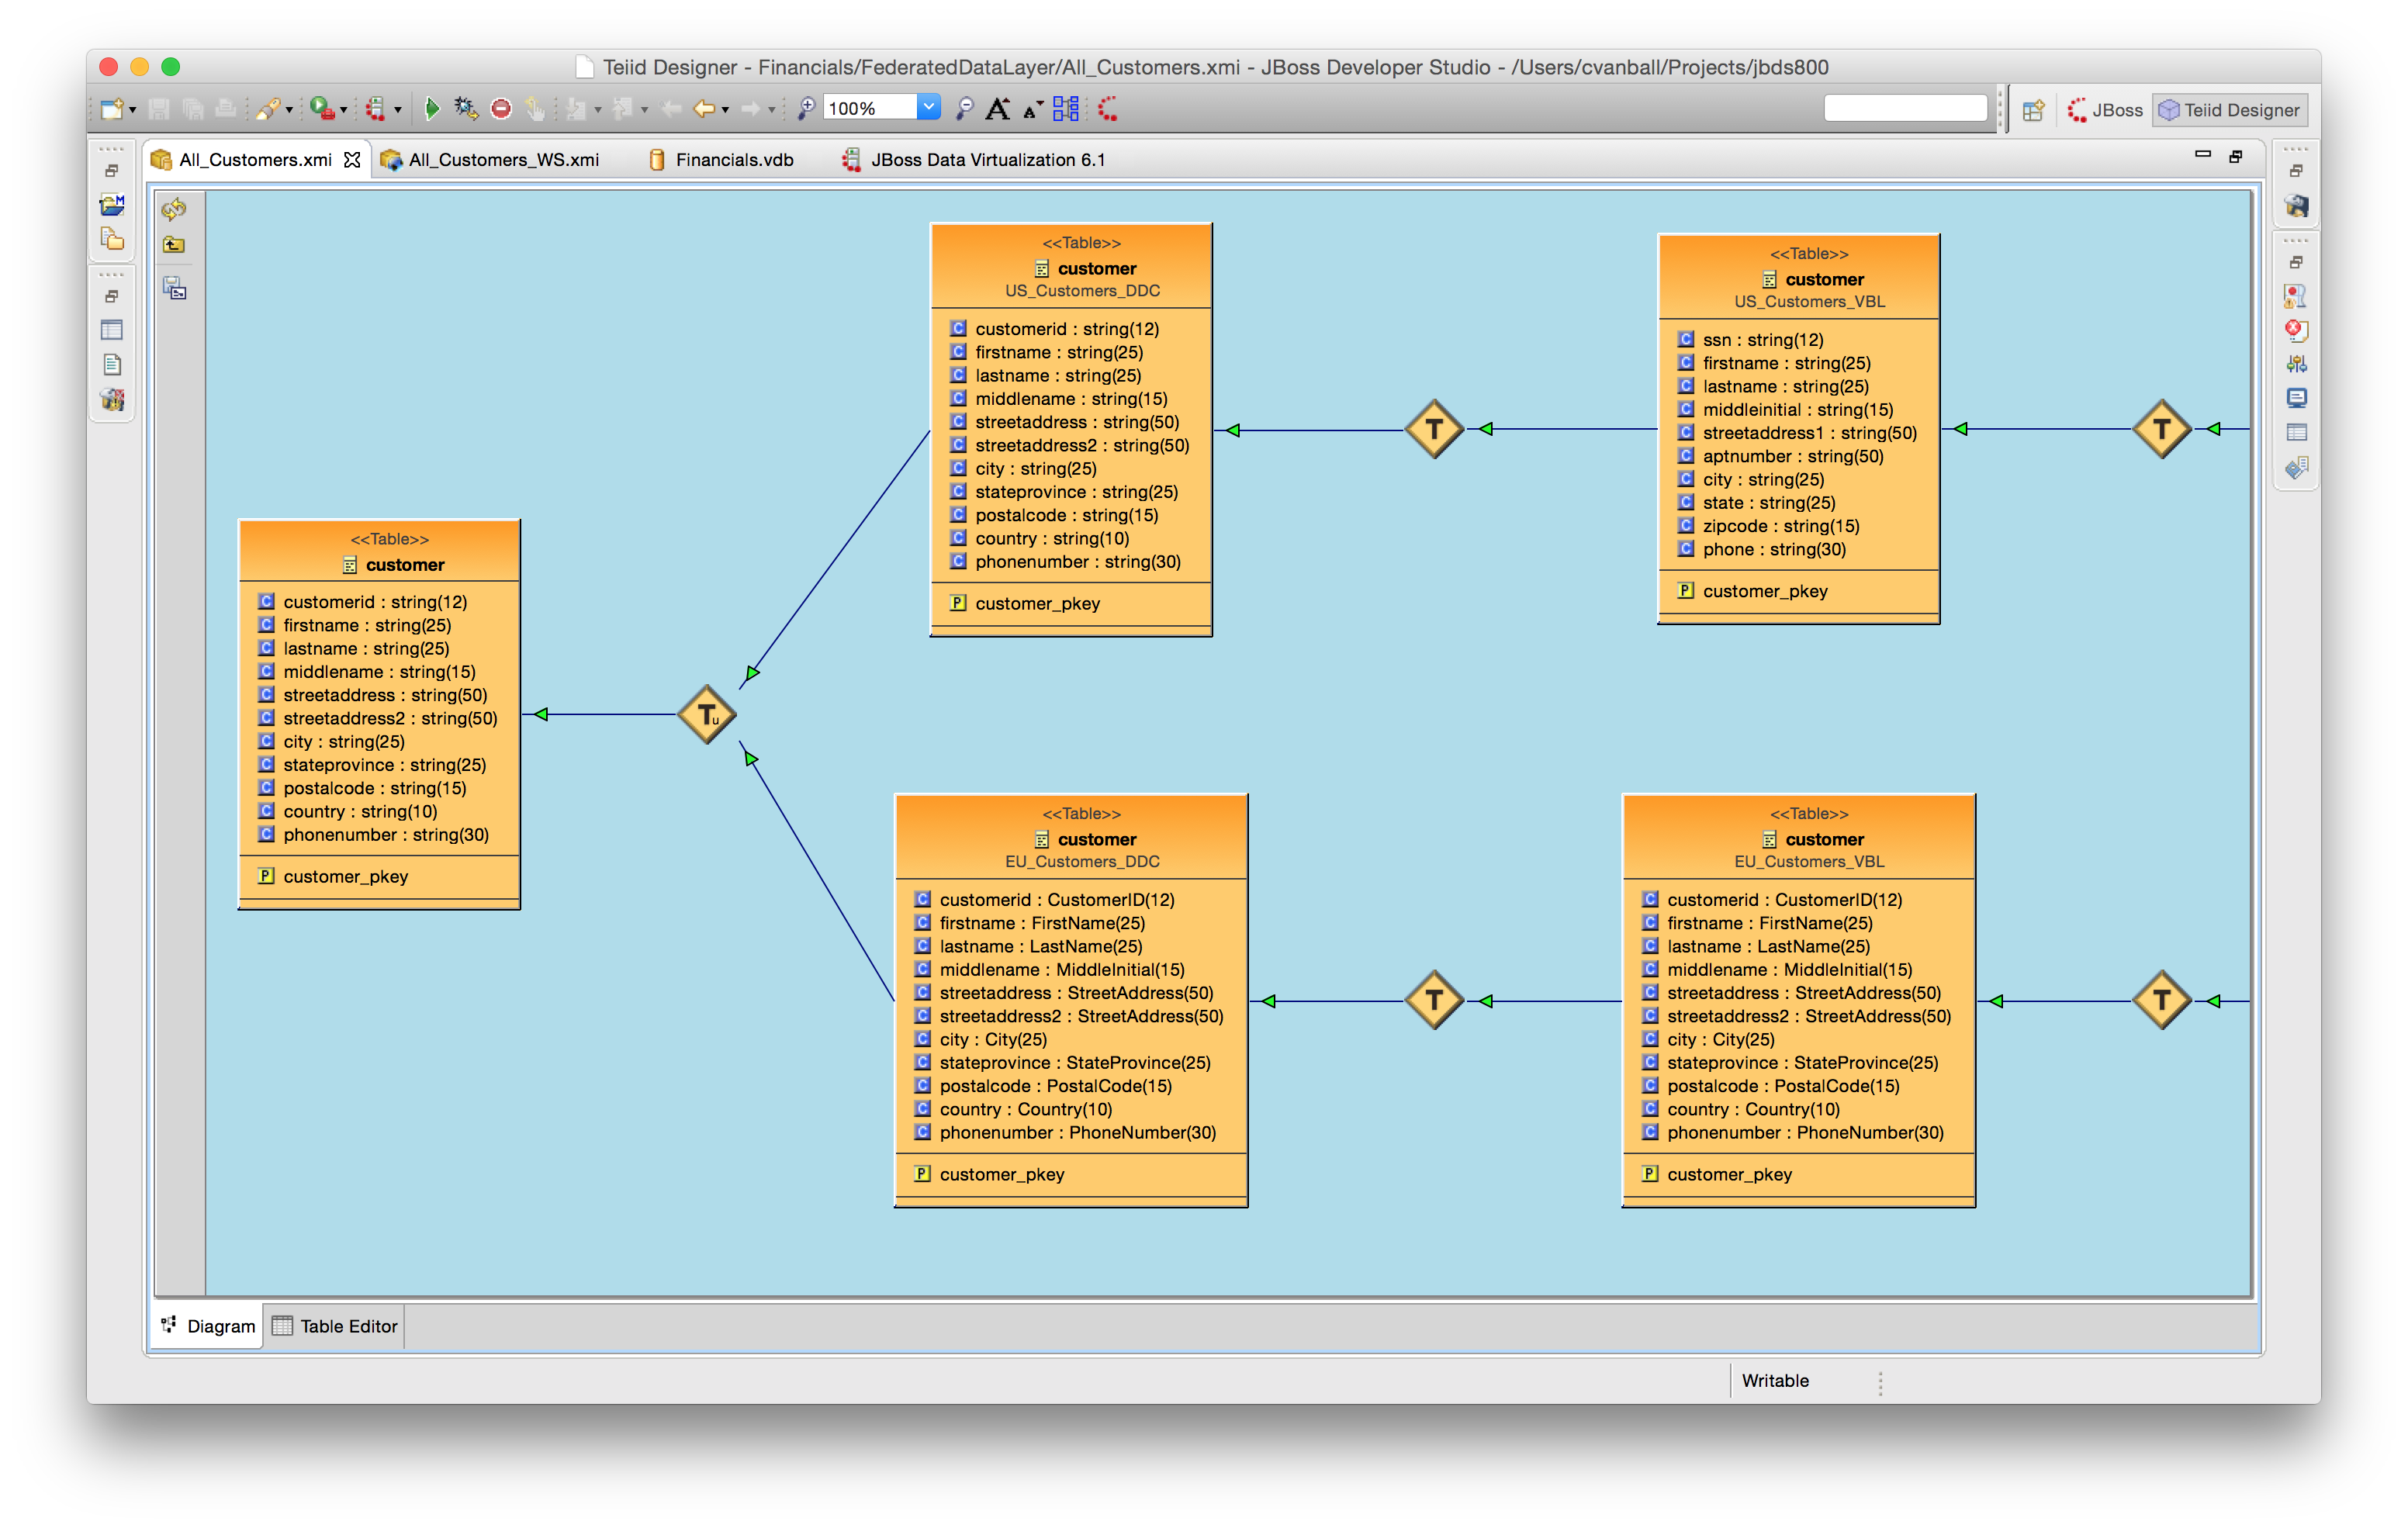 Teiid Designer - Financials/FederatedDataLayer/All_Customers.xmi - JBoss Developer Studio - /Users/cvanball/Projects/jbds800
100%
JBoss
Teiid Designer
All_Customers.xmi
All_Customers_WS.xmi
Financials.vdb
JBoss Data Virtualization 6.1
<<Table>>
customer
customerid : string(12)
firstname : string(25)
lastname : string(25)
middlename : string(15)
streetaddress : string(50)
streetaddress2 : string(50)
city : string(25)
stateprovince : string(25)
postalcode : string(15)
country : string(10)
phonenumber : string(30)
P customer_pkey
Tu
<<Table>>
customer
US_Customers_DDC
customerid : string(12)
firstname : string(25)
lastname : string(25)
middlename : string(15)
streetaddress : string(50)
streetaddress2 : string(50)
city : string(25)
stateprovince : string(25)
postalcode : string(15)
country : string(10)
phonenumber : string(30)
P customer_pkey
T
<<Table>>
customer
US_Customers_VBL
ssn : string(12)
firstname : string(25)
lastname : string(25)
middleinitial : string(15)
streetaddress1 : string(50)
aptnumber : string(50)
city : string(25)
state : string(25)
zipcode : string(15)
phone : string(30)
P customer_pkey
T
<<Table>>
customer
EU_Customers_DDC
customerid : CustomerID(12)
firstname : FirstName(25)
lastname : LastName(25)
middlename : MiddleInitial(15)
streetaddress : StreetAddress(50)
streetaddress2 : StreetAddress(50)
city : City(25)
stateprovince : StateProvince(25)
postalcode : PostalCode(15)
country : Country(10)
phonenumber : PhoneNumber(30)
P customer_pkey
T
<<Table>>
customer
EU_Customers_VBL
customerid : CustomerID(12)
firstname : FirstName(25)
lastname : LastName(25)
middlename : MiddleInitial(15)
streetaddress : StreetAddress(50)
streetaddress2 : StreetAddress(50)
city : City(25)
stateprovince : StateProvince(25)
postalcode : PostalCode(15)
country : Country(10)
phonenumber : PhoneNumber(30)
P customer_pkey
T
Diagram
Table Editor
Writable